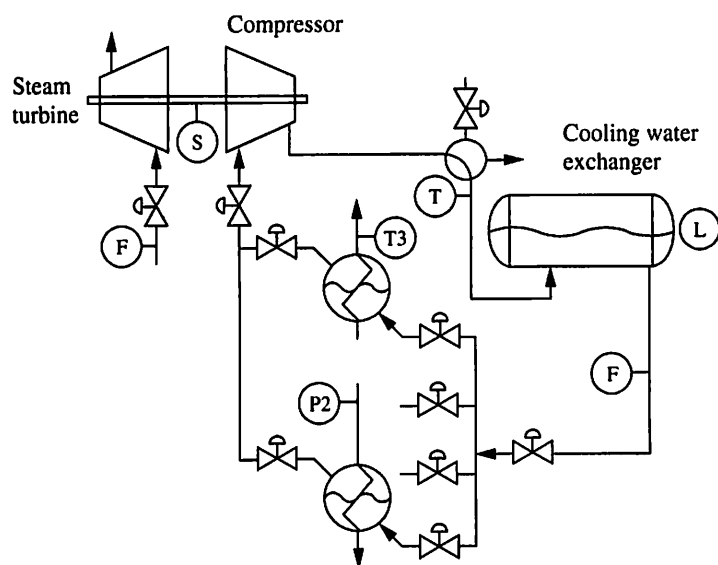 Compressor
Steam
turbine
S
Cooling water
exchanger
T
L
F
T3
F
P2